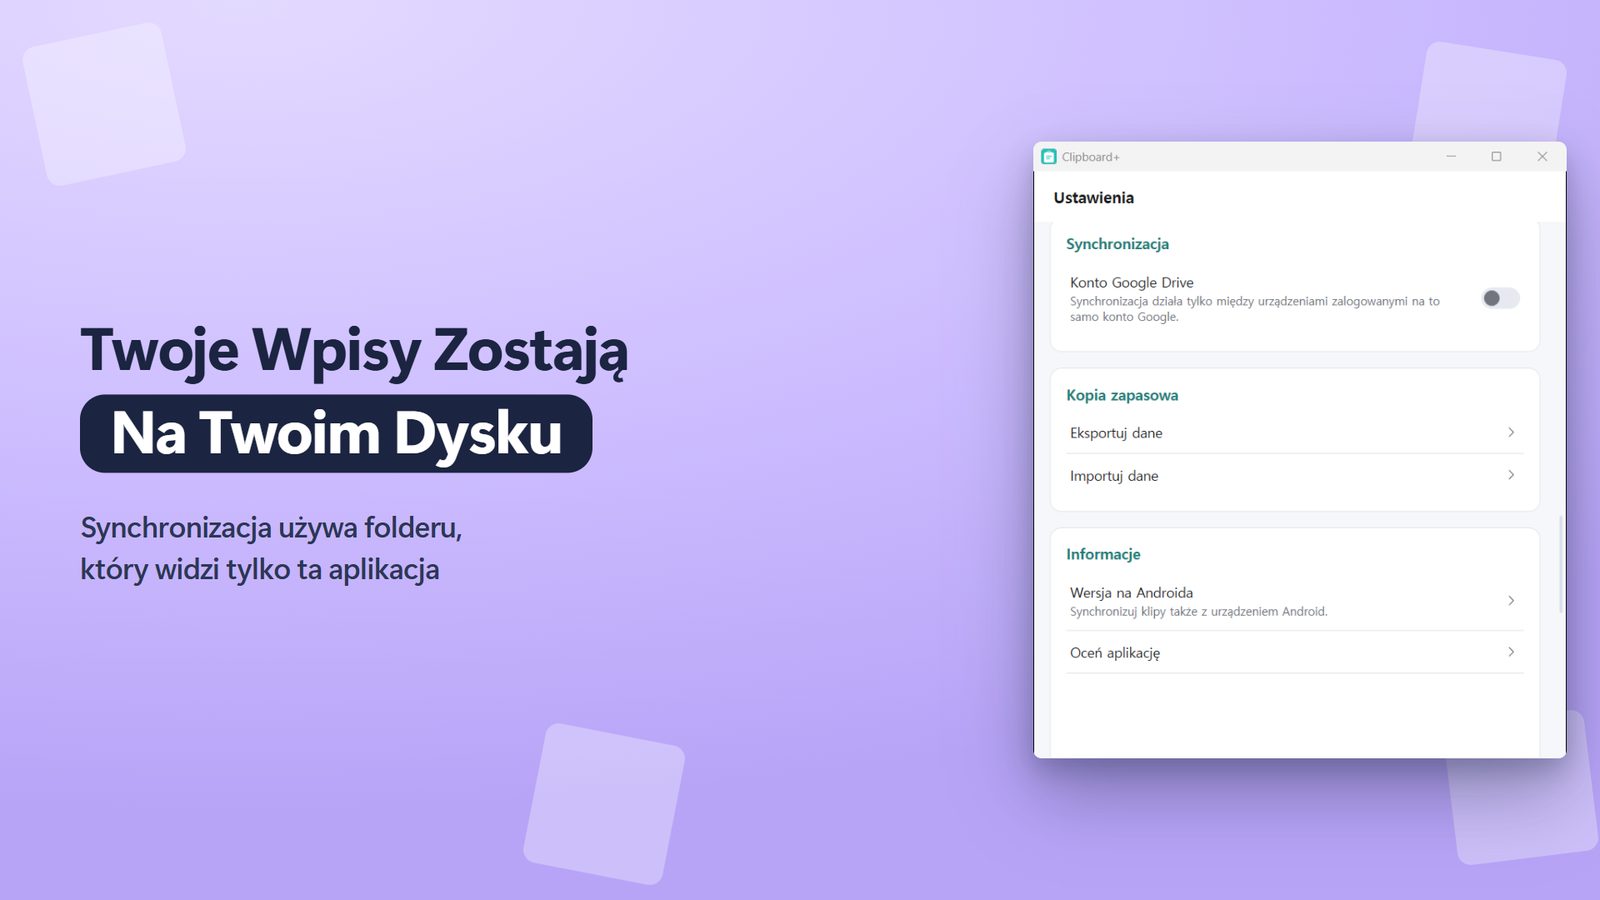 Twoje Wpisy Zostają
Na Twoim Dysku
Synchronizacja używa folderu,
który widzi tylko ta aplikacja
Clipboard+
Ustawienia
Synchronizacja
Konto Google Drive
Synchronizacja działa tylko między urządzeniami zalogowanymi na to
samo konto Google.
Kopia zapasowa
Eksportuj dane
Importuj dane
Informacje
Wersja na Androida
Synchronizuj klipy także z urządzeniem Android.
Oceń aplikację